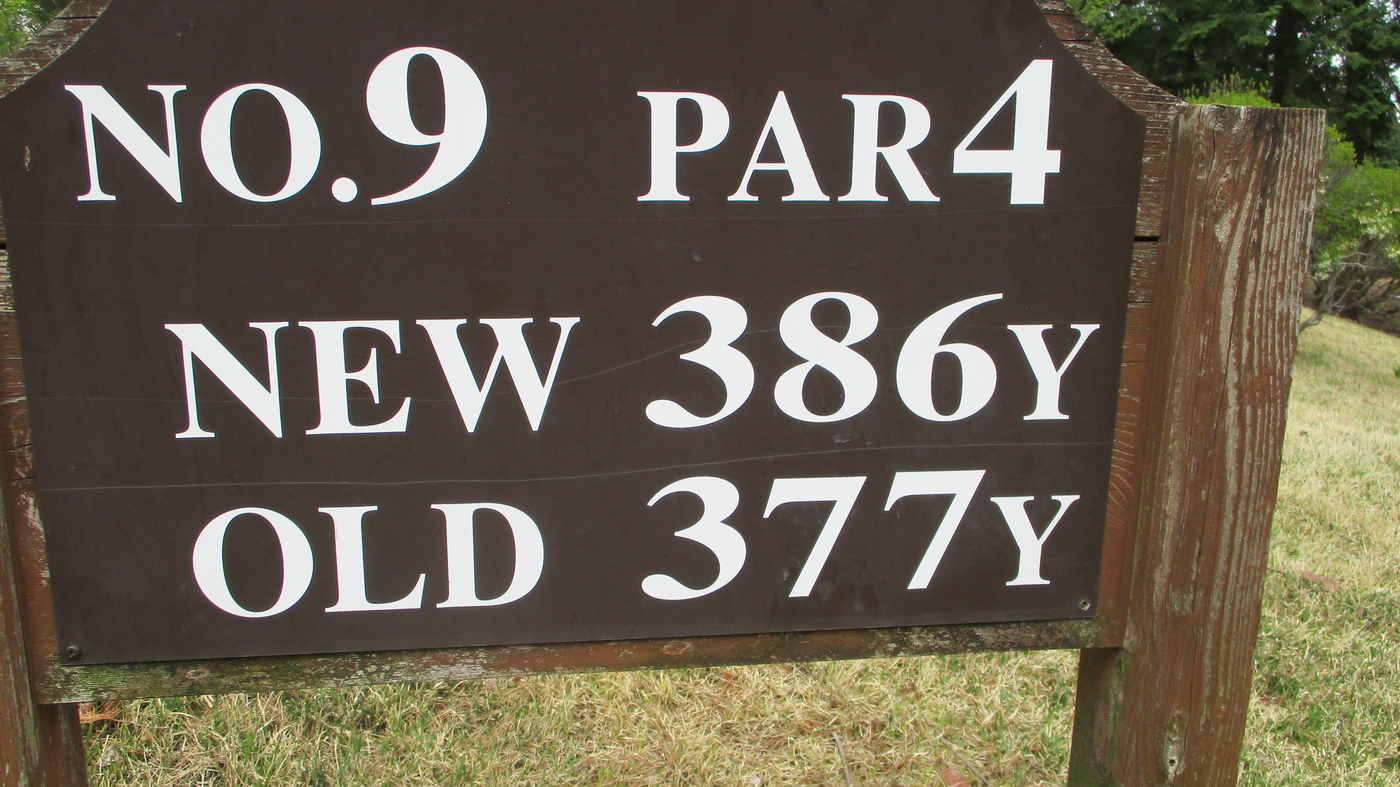 NO.9 PAR4
NEW 386Y
OLD 377Y